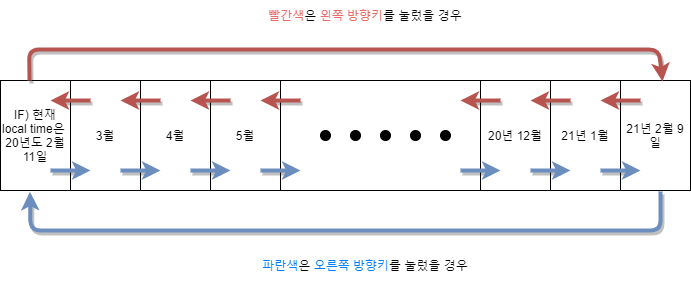 빨간색은 왼쪽 방향키를 눌렀을 경우
IF) 현재
local time은
20년도 2월
11일
3월
4월
5월
20년 12월
21년 1월
21년 2월 9
일
파란색은 오른쪽 방향키를 눌렀을 경우